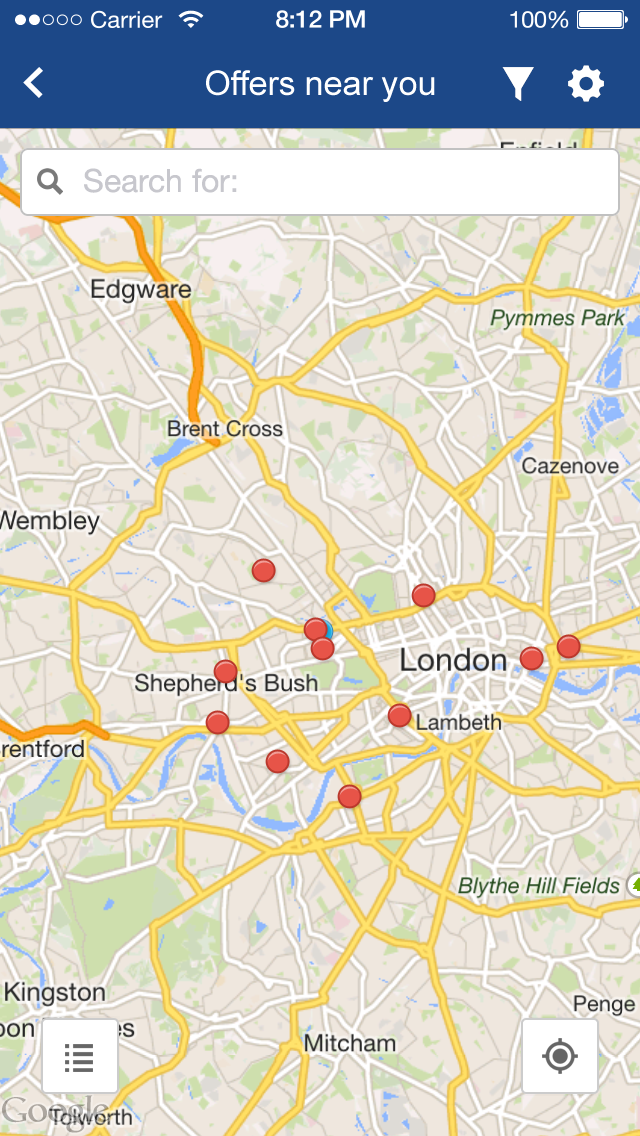 Carrier 8:12 PM 100%
Offers near you
Enfield
Search for:
Edgware
Pymmes Park
Brent Cross
Cazenove
Wembley
London
Shepherd's Bush
Lambeth
rentford
Blythe Hill Fields
Kingston
Penge
pon T es
Mitcham
Google
Tolworth